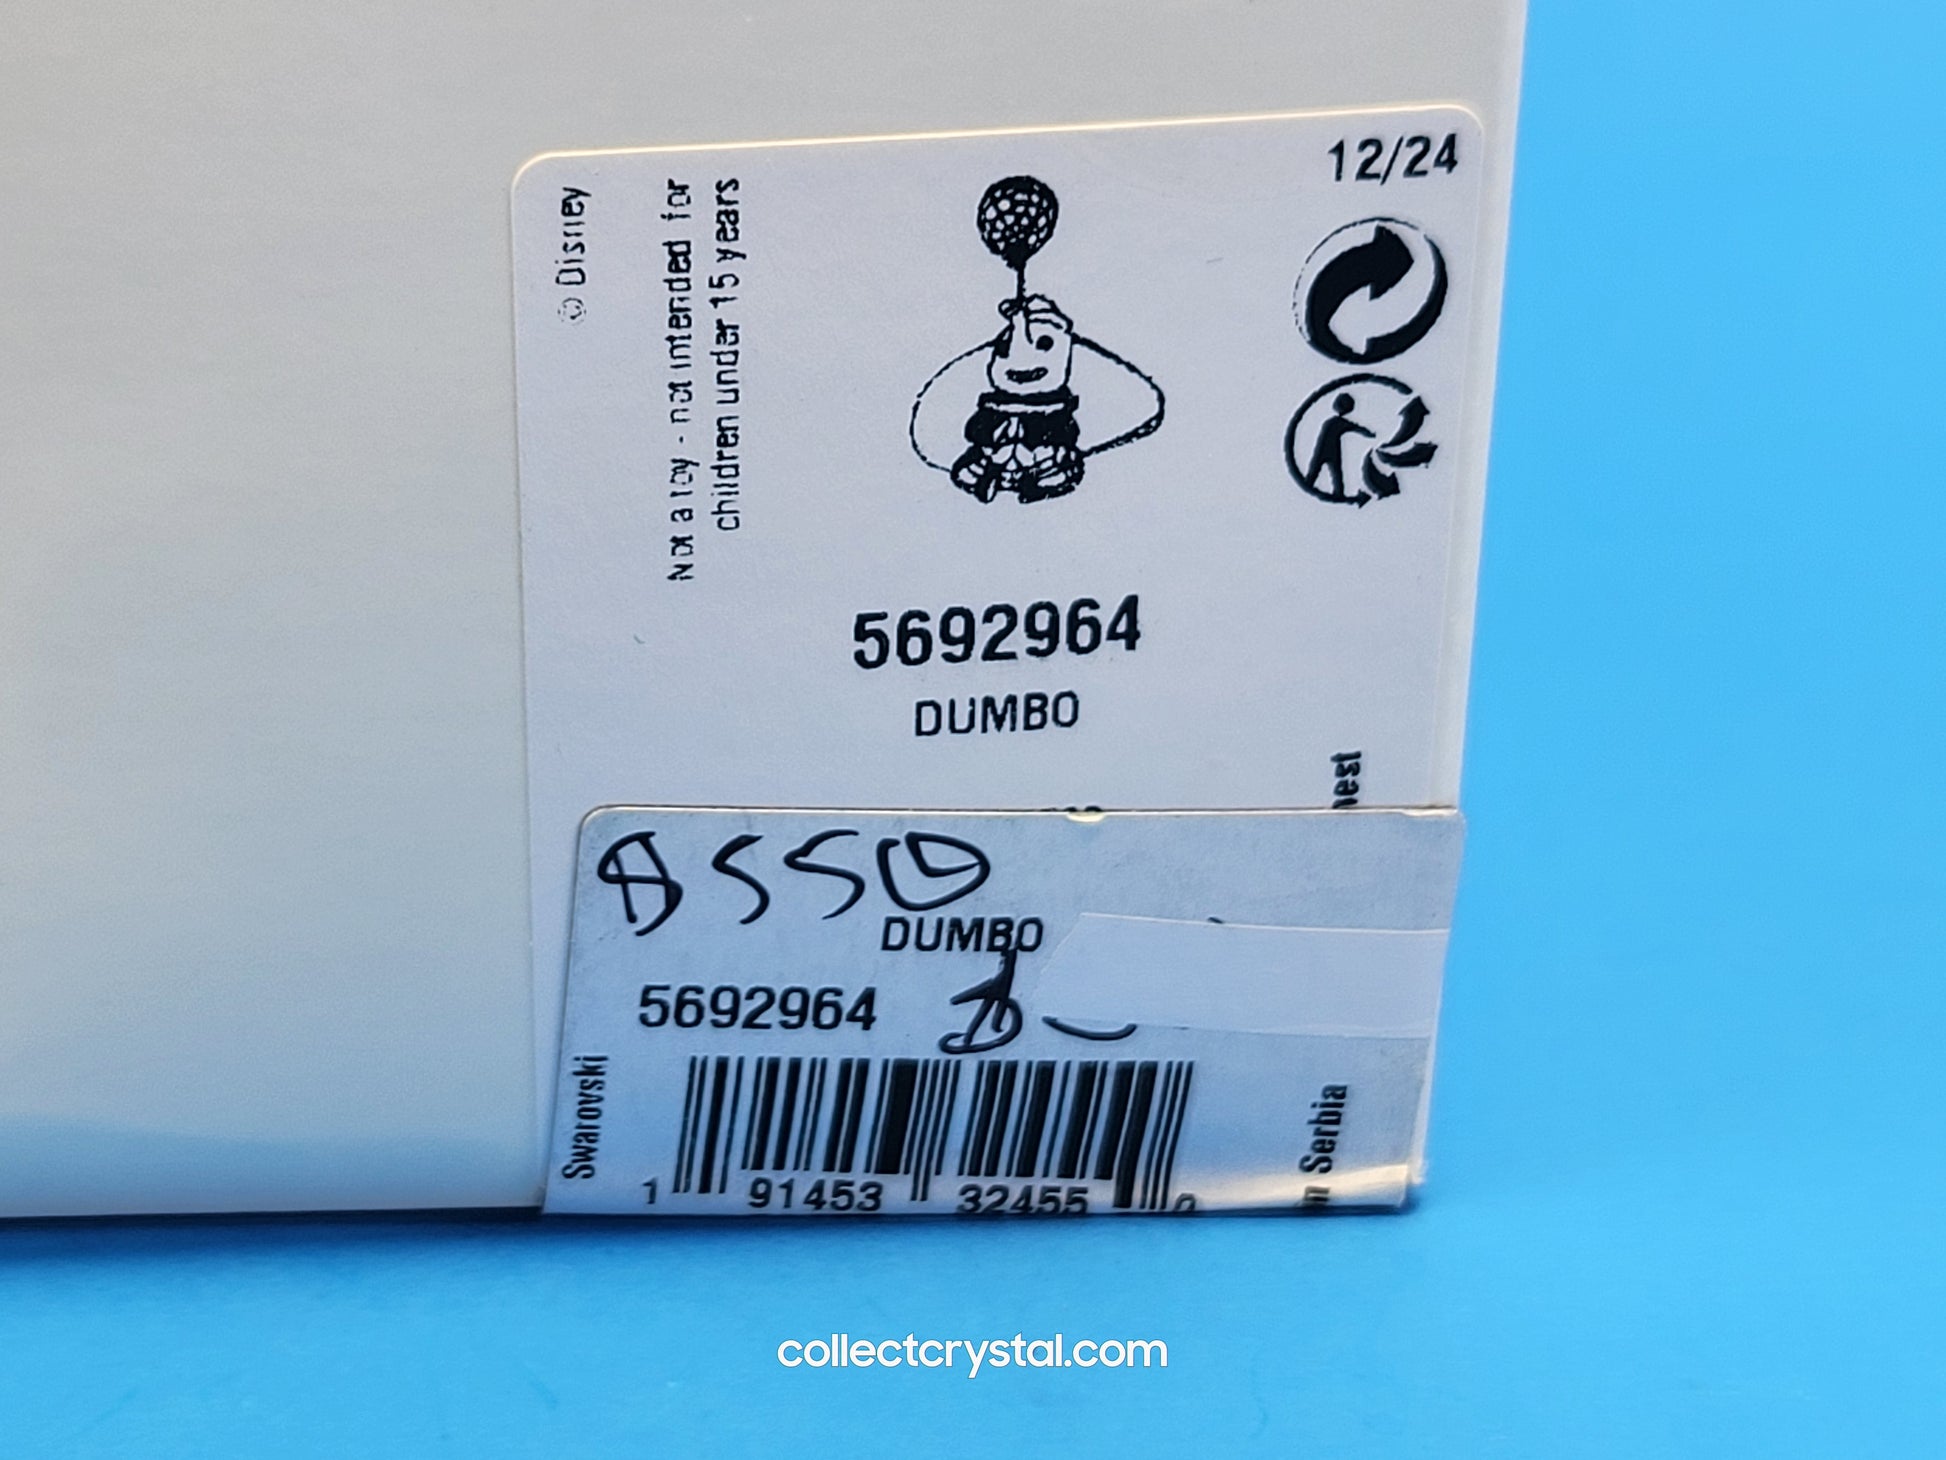 12/24
© Disney
Not a toy - not intended for
children under 15 years
5692964
DUMBO
DUMBO
5692964
Swarovski
Serbia
1 91453 32455 0
collectcrystal.com